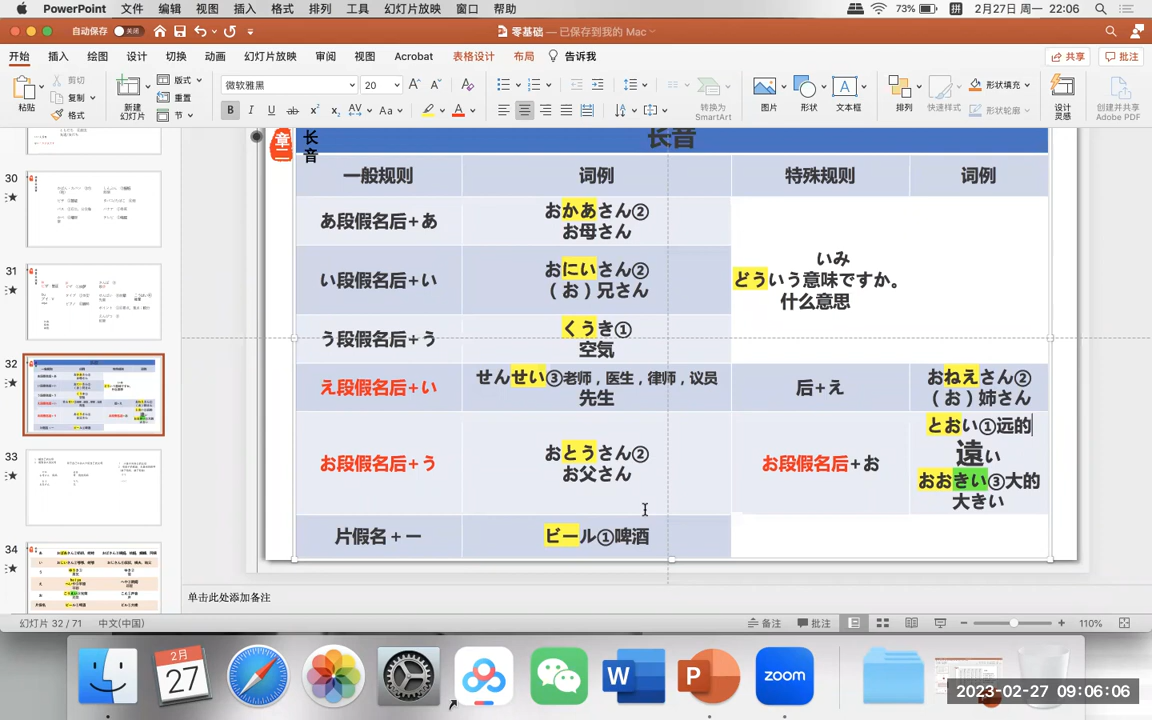 PowerPoint 文件 编辑 视图 插入 格式 排列 工具 幻灯片放映 窗口 帮助 73% 拼 2月27日 周一 22:06
自动保存 关闭 零基础 — 已保存到我的 Mac
开始 插入 绘图 设计 切换 动画 幻灯片放映 审阅 视图 Acrobat 表格设计 布局 告诉我 共享 批注
粘贴 剪切 复制 格式 新建幻灯片 版式 重置 节 微软雅黑 20 转换为 SmartArt 图片 形状 文本框 排列 快速样式 形状填充 形状轮廓 设计灵感 创建并共享 Adobe PDF
30
31
32
33
34
章二
长音
长音
一般规则 词例 特殊规则 词例
あ段假名后+あ
おかあさん②
お母さん
い段假名后+い
おにいさん②
(お)兄さん
いみ
どういう意味ですか。
什么意思
う段假名后+う
くうき①
空気
え段假名后+い
せんせい③老师,医生,律师,议员
先生
后+え
おねえさん②
(お)姉さん
お段假名后+う
おとうさん②
お父さん
お段假名后+お
とおい①远的
遠い
おおきい③大的
大きい
片假名+ー
ビール①啤酒
单击此处添加备注
幻灯片 32 / 71 中文(中国) 备注 批注 110%
2月
27
W
P
zoom
2023-02-27 09:06:06